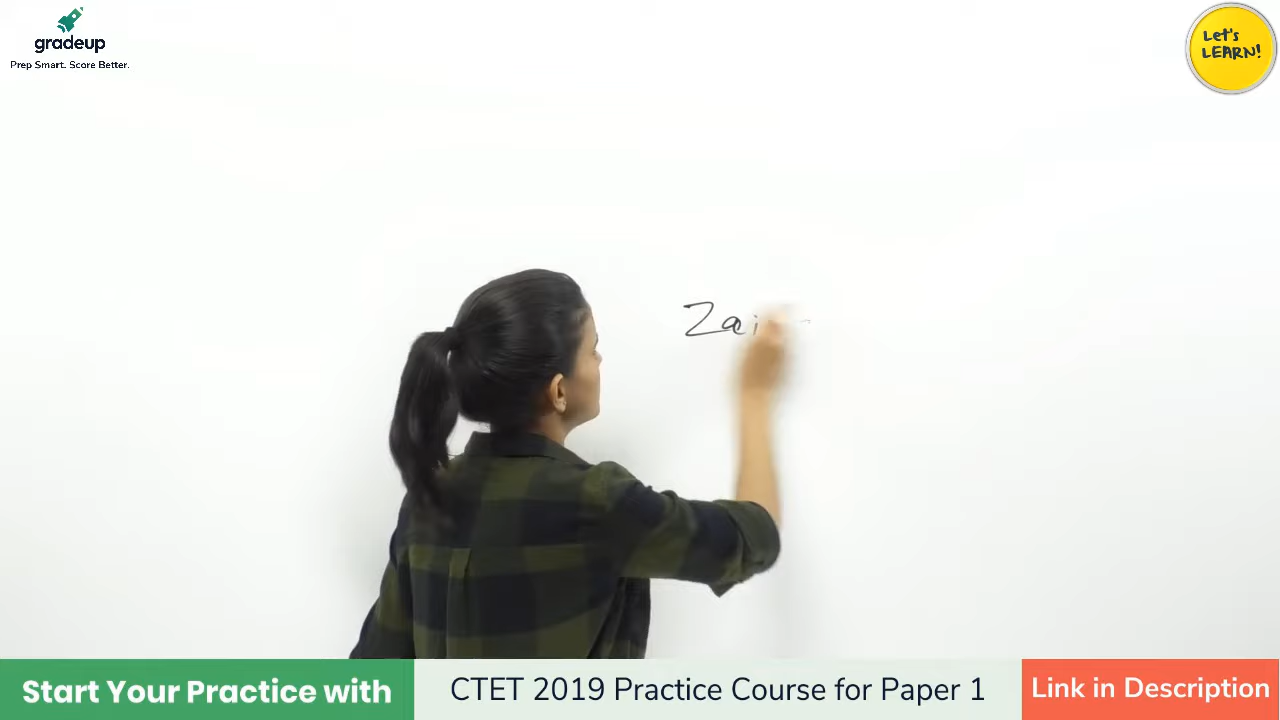 gradeup
Prep Smart. Score Better.
Let's
LEARN!
Start Your Practice with
CTET 2019 Practice Course for Paper 1
Link in Description